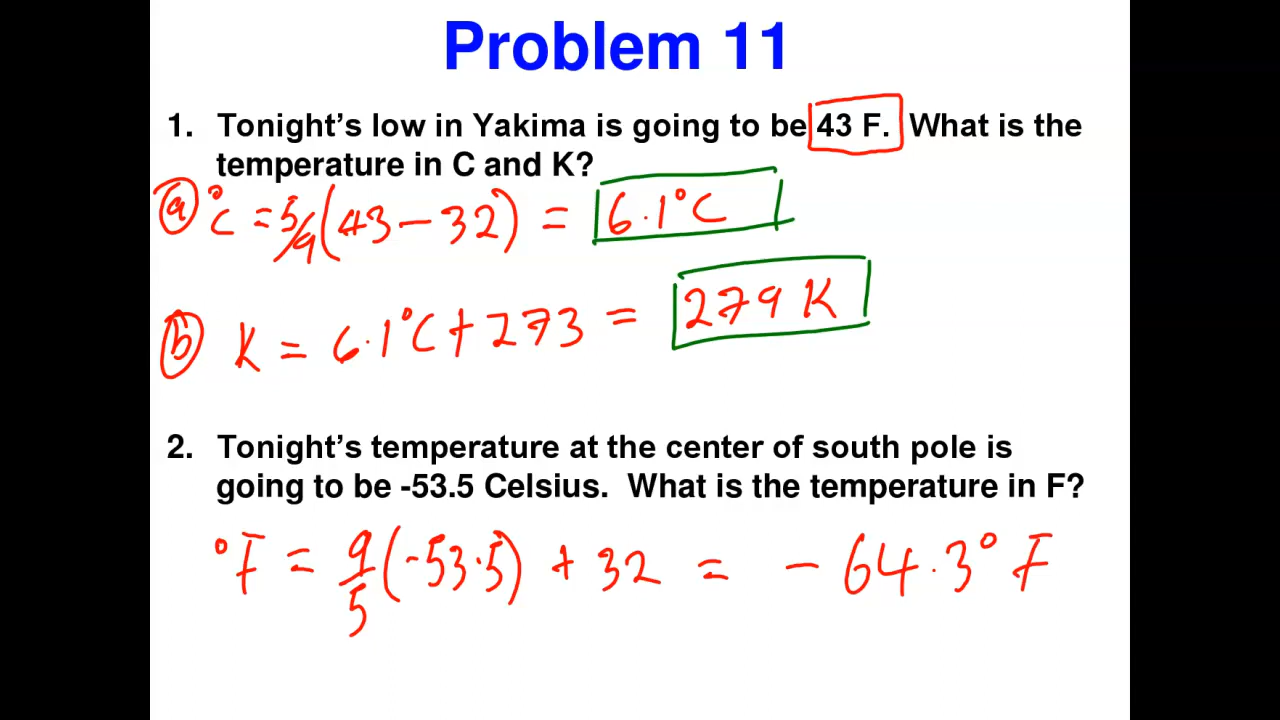 Problem 11
1. Tonight's low in Yakima is going to be 43 F. What is the
temperature in C and K?
a °C = 5/9 (43 - 32) = 6.1°C
b K = 6.1°C + 273 = 279 K
2. Tonight's temperature at the center of south pole is
going to be -53.5 Celsius. What is the temperature in F?
°F = 9/5 (-53.5) + 32 = -64.3° F